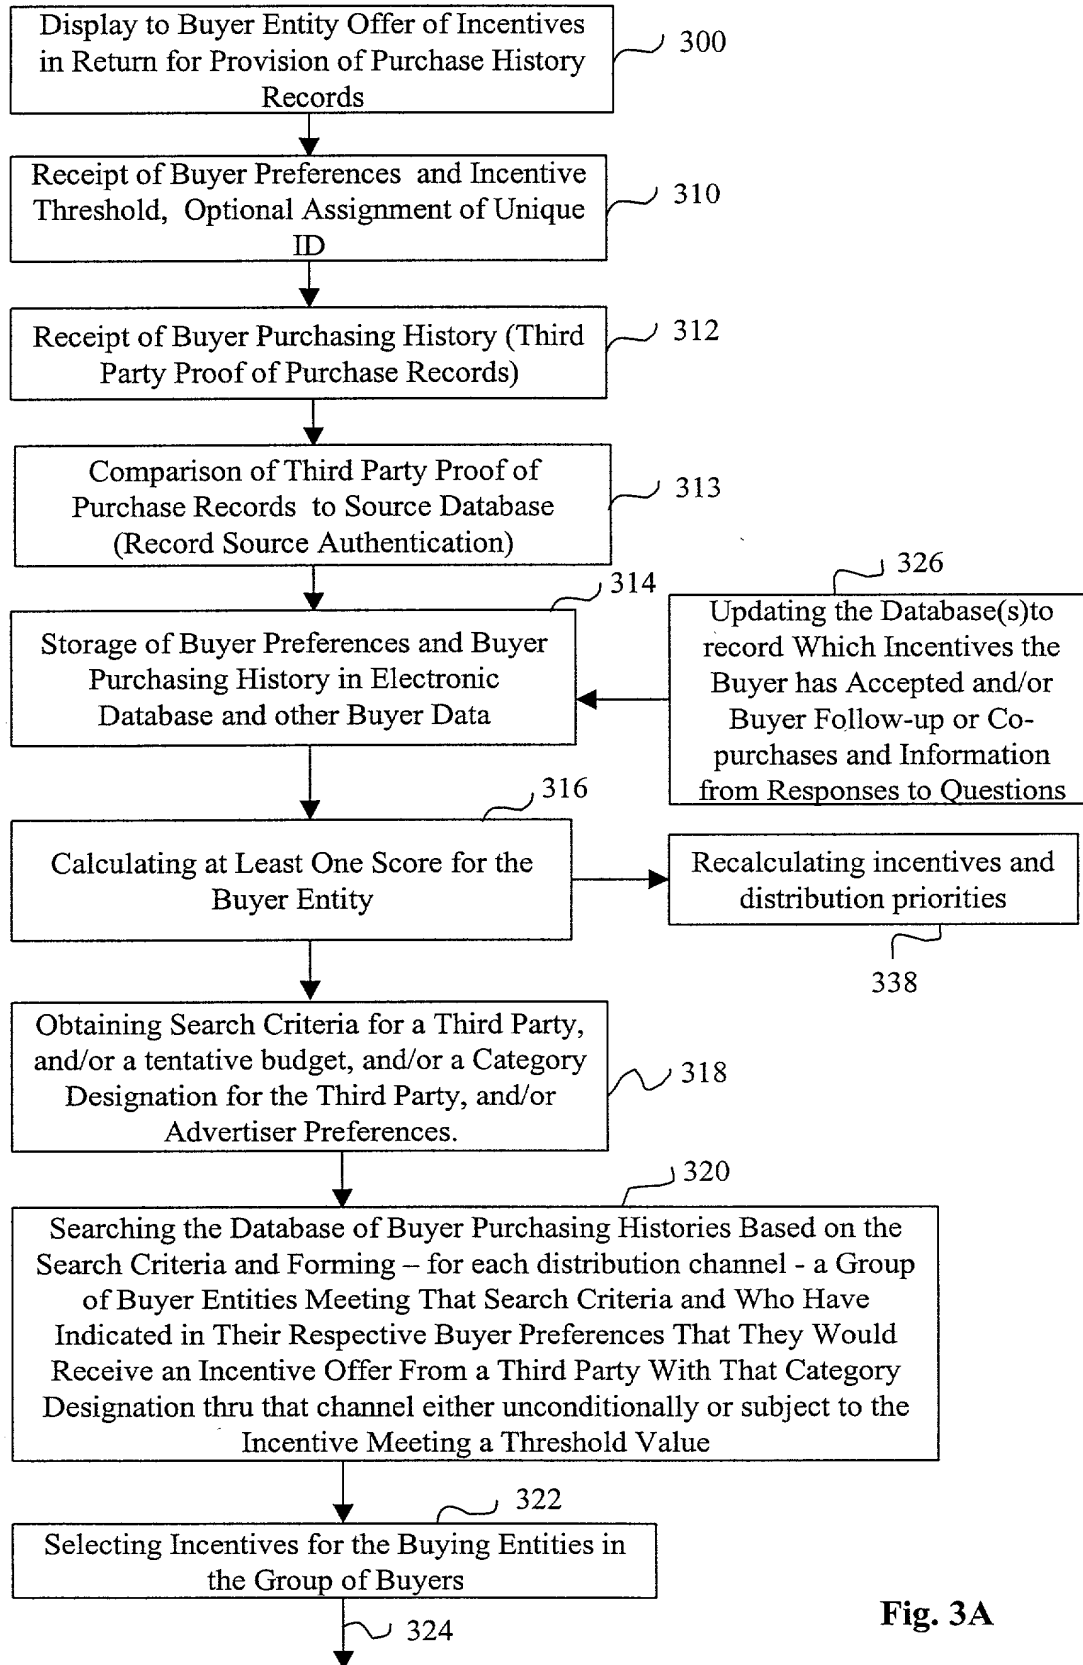 Display to Buyer Entity Offer of Incentives
in Return for Provision of Purchase History
Records
300
Receipt of Buyer Preferences and Incentive
Threshold, Optional Assignment of Unique
ID
310
Receipt of Buyer Purchasing History (Third
Party Proof of Purchase Records)
312
Comparison of Third Party Proof of
Purchase Records to Source Database
(Record Source Authentication)
313
314
Storage of Buyer Preferences and Buyer
Purchasing History in Electronic
Database and other Buyer Data
326
Updating the Database(s)to
record Which Incentives the
Buyer has Accepted and/or
Buyer Follow-up or Co-
purchases and Information
from Responses to Questions
316
Calculating at Least One Score for the
Buyer Entity
Recalculating incentives and
distribution priorities
338
Obtaining Search Criteria for a Third Party,
and/or a tentative budget, and/or a Category
Designation for the Third Party, and/or
Advertiser Preferences.
318
320
Searching the Database of Buyer Purchasing Histories Based on the
Search Criteria and Forming – for each distribution channel - a Group
of Buyer Entities Meeting That Search Criteria and Who Have
Indicated in Their Respective Buyer Preferences That They Would
Receive an Incentive Offer From a Third Party With That Category
Designation thru that channel either unconditionally or subject to the
Incentive Meeting a Threshold Value
322
Selecting Incentives for the Buying Entities in
the Group of Buyers
324
Fig. 3A